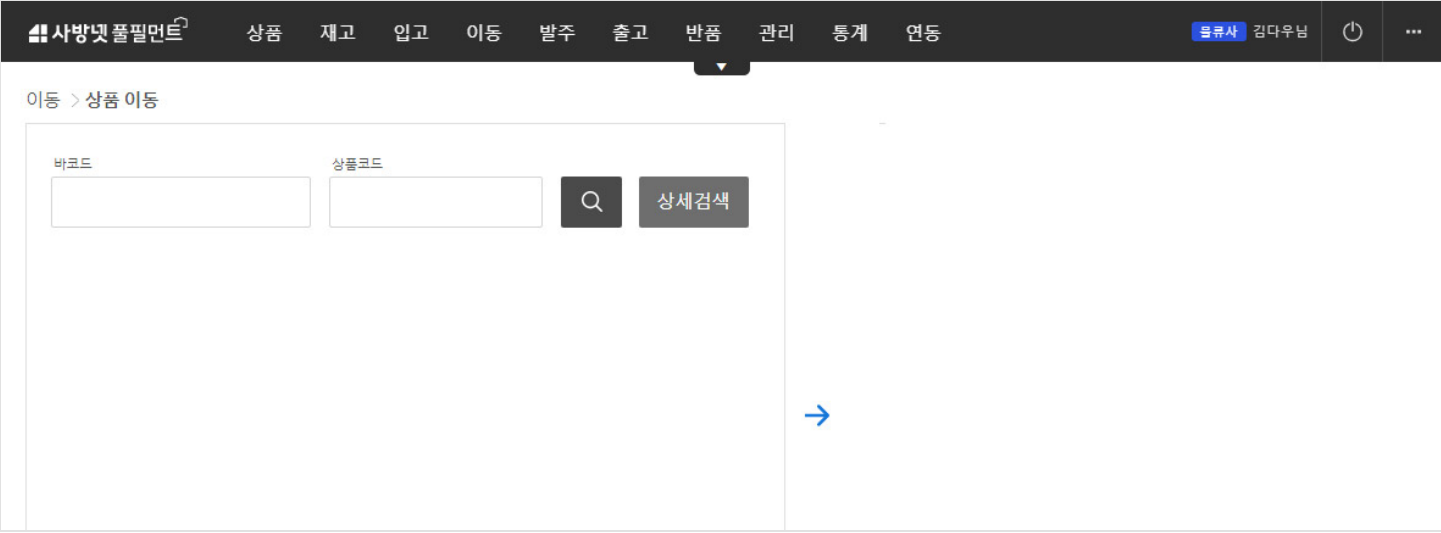 사방넷 풀필먼트 상품 재고 입고 이동 발주 출고 반품 관리 통계 연동 물류사 김다우님
이동 > 상품 이동
바코드 상품코드
상세검색